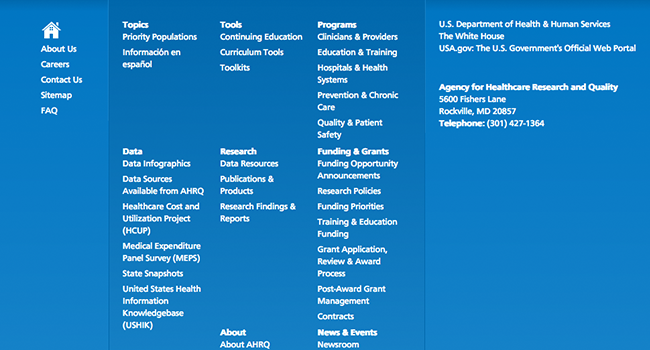 About Us
Careers
Contact Us
Sitemap
FAQ
Topics
Priority Populations
Información en
español
Tools
Continuing Education
Curriculum Tools
Toolkits
Programs
Clinicians & Providers
Education & Training
Hospitals & Health
Systems
Prevention & Chronic
Care
Quality & Patient
Safety
Data
Data Infographics
Data Sources
Available from AHRQ
Healthcare Cost and
Utilization Project
(HCUP)
Medical Expenditure
Panel Survey (MEPS)
State Snapshots
United States Health
Information
Knowledgebase
(USHIK)
Research
Data Resources
Publications &
Products
Research Findings &
Reports
Funding & Grants
Funding Opportunity
Announcements
Research Policies
Funding Priorities
Training & Education
Funding
Grant Application,
Review & Award
Process
Post-Award Grant
Management
Contracts
About
About AHRQ
News & Events
Newsroom
U.S. Department of Health & Human Services
The White House
USA.gov: The U.S. Government's Official Web Portal
Agency for Healthcare Research and Quality
5600 Fishers Lane
Rockville, MD 20857
Telephone: (301) 427-1364